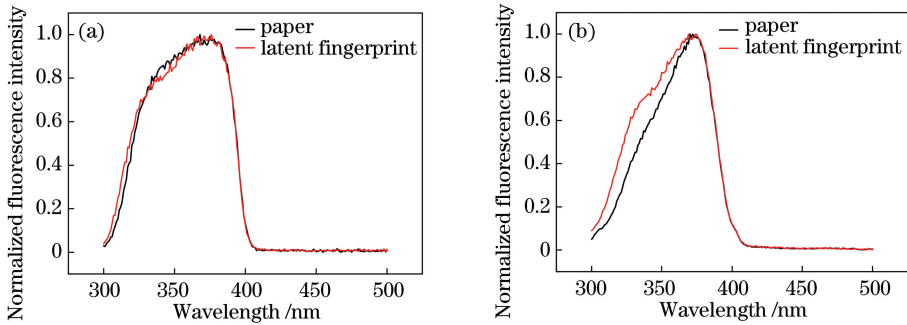 (a)
paper
latent fingerprint
Normalized fluorescence intensity
1.0
0.8
0.6
0.4
0.2
0
300
350
400
450
500
Wavelength /nm
(b)
paper
latent fingerprint
Normalized fluorescence intensity
1.0
0.8
0.6
0.4
0.2
0
300
350
400
450
500
Wavelength /nm